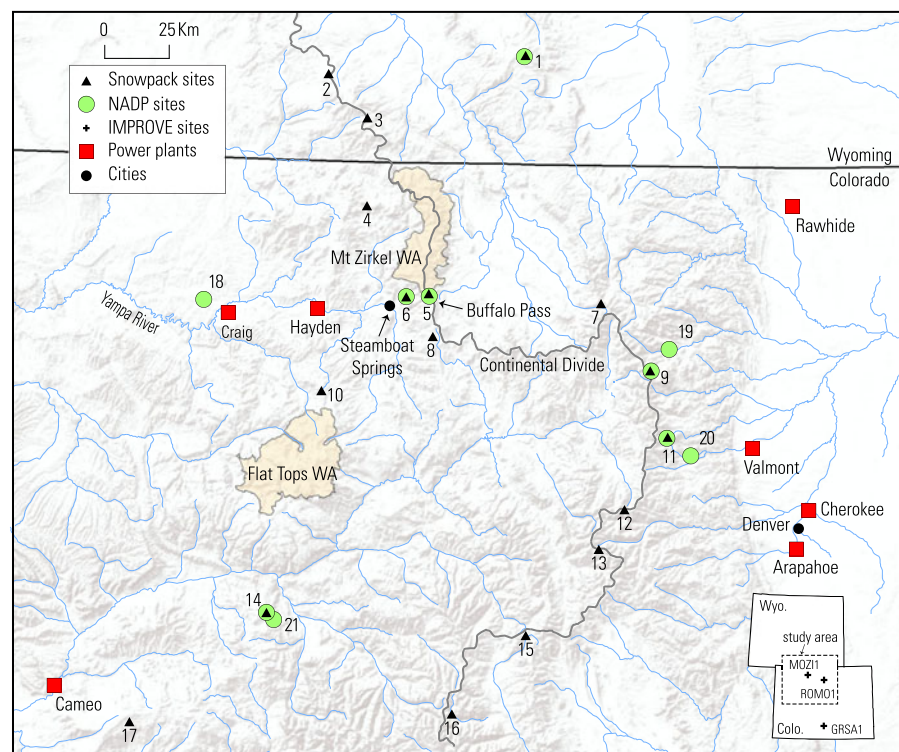 0 25 Km
Snowpack sites
NADP sites
IMPROVE sites
Power plants
Cities
1
2
3
Wyoming
Colorado
4
Rawhide
Mt Zirkel WA
18
Yampa River
Craig
Hayden
6
5
Buffalo Pass
7
Steamboat
Springs
8
19
Continental Divide
9
10
20
11
Valmont
Flat Tops WA
12
Cherokee
Denver
13
Arapahoe
14
21
15
Wyo.
study area
MOZI1
ROMO1
Colo.
GRSA1
Cameo
16
17